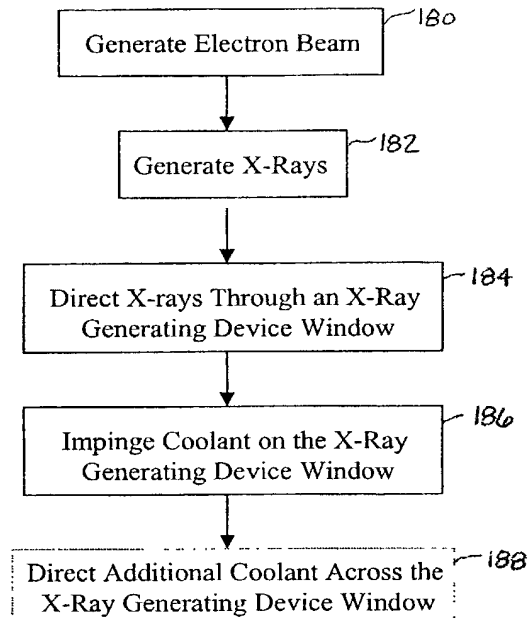 Generate Electron Beam
180
Generate X-Rays
182
Direct X-rays Through an X-Ray
Generating Device Window
184
Impinge Coolant on the X-Ray
Generating Device Window
186
Direct Additional Coolant Across the
X-Ray Generating Device Window
188